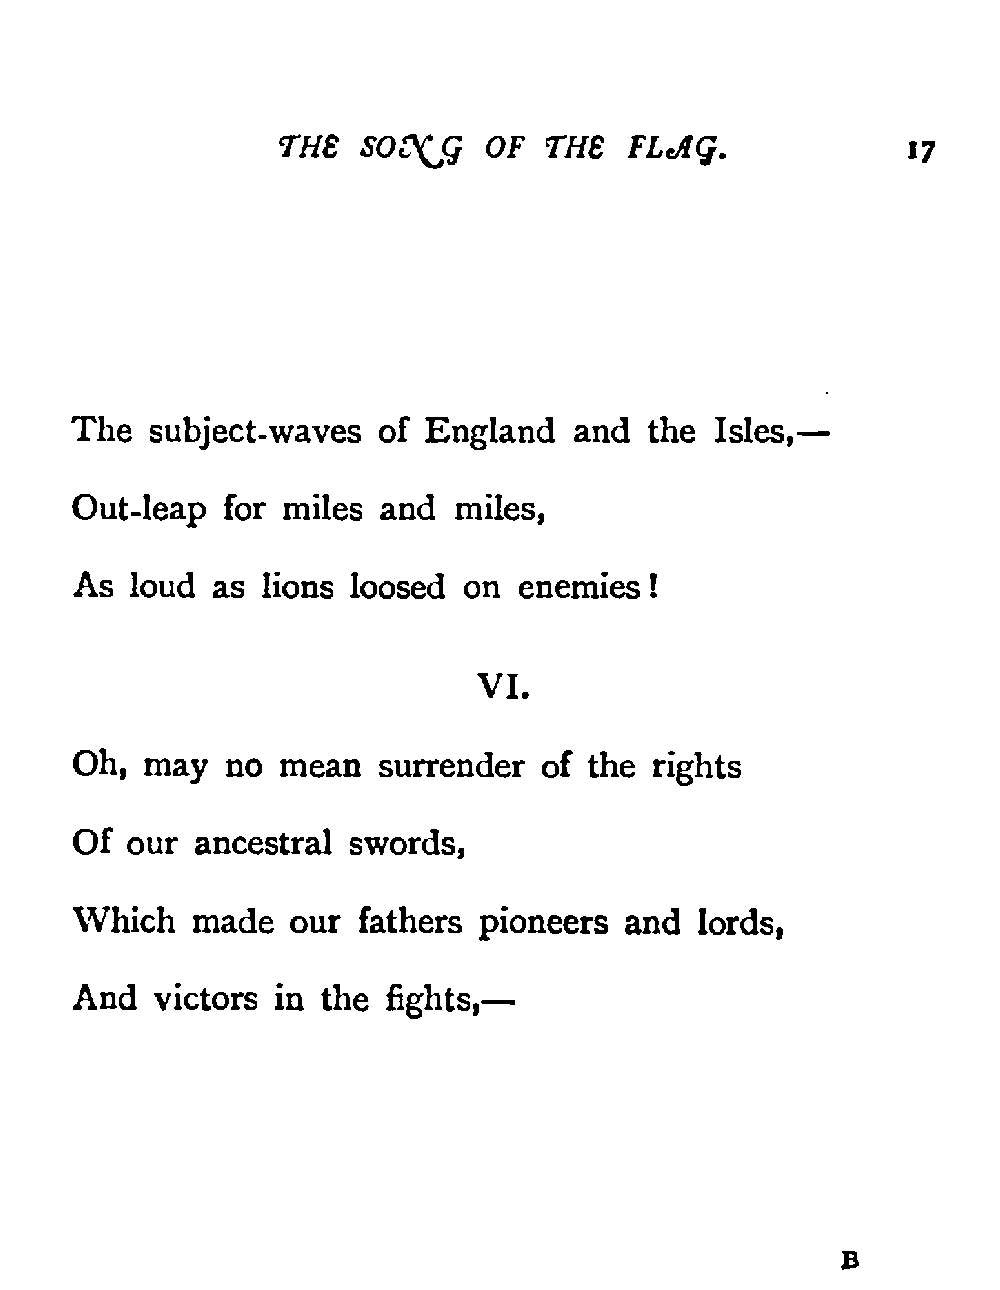 THE SONG OF THE FLAG. 17
The subject-waves of England and the Isles,—
Out-leap for miles and miles,
As loud as lions loosed on enemies!
VI.
Oh, may no mean surrender of the rights
Of our ancestral swords,
Which made our fathers pioneers and lords,
And victors in the fights,—
B